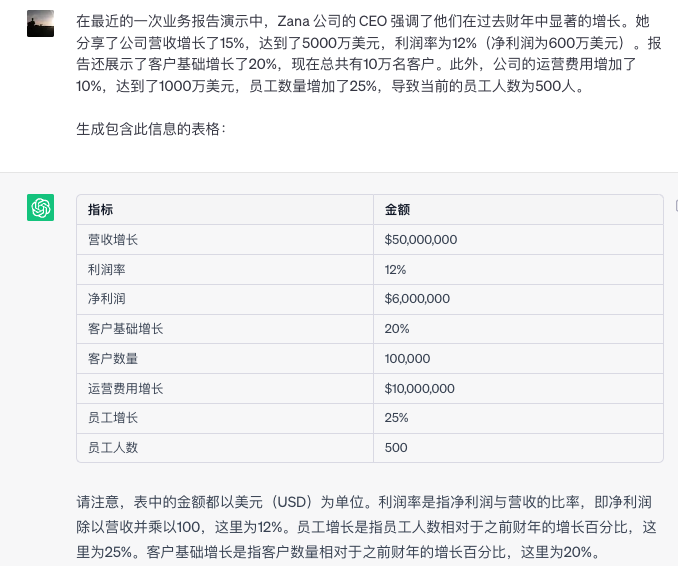 在最近的一次业务报告演示中，Zana 公司的 CEO 强调了他们在过去财年中显著的增长。她
分享了公司营收增长了15%，达到了5000万美元，利润率为12%（净利润为600万美元）。报
告还展示了客户基础增长了20%，现在总共有10万名客户。此外，公司的运营费用增加了
10%，达到了1000万美元，员工数量增加了25%，导致当前的员工人数为500人。
生成包含此信息的表格：
指标 金额
营收增长 $50,000,000
利润率 12%
净利润 $6,000,000
客户基础增长 20%
客户数量 100,000
运营费用增长 $10,000,000
员工增长 25%
员工人数 500
请注意，表中的金额都以美元（USD）为单位。利润率是指净利润与营收的比率，即净利润
除以营收并乘以100，这里为12%。员工增长是指员工人数相对于之前财年的增长百分比，这
里为25%。客户基础增长是指客户数量相对于之前财年的增长百分比，这里为20%。